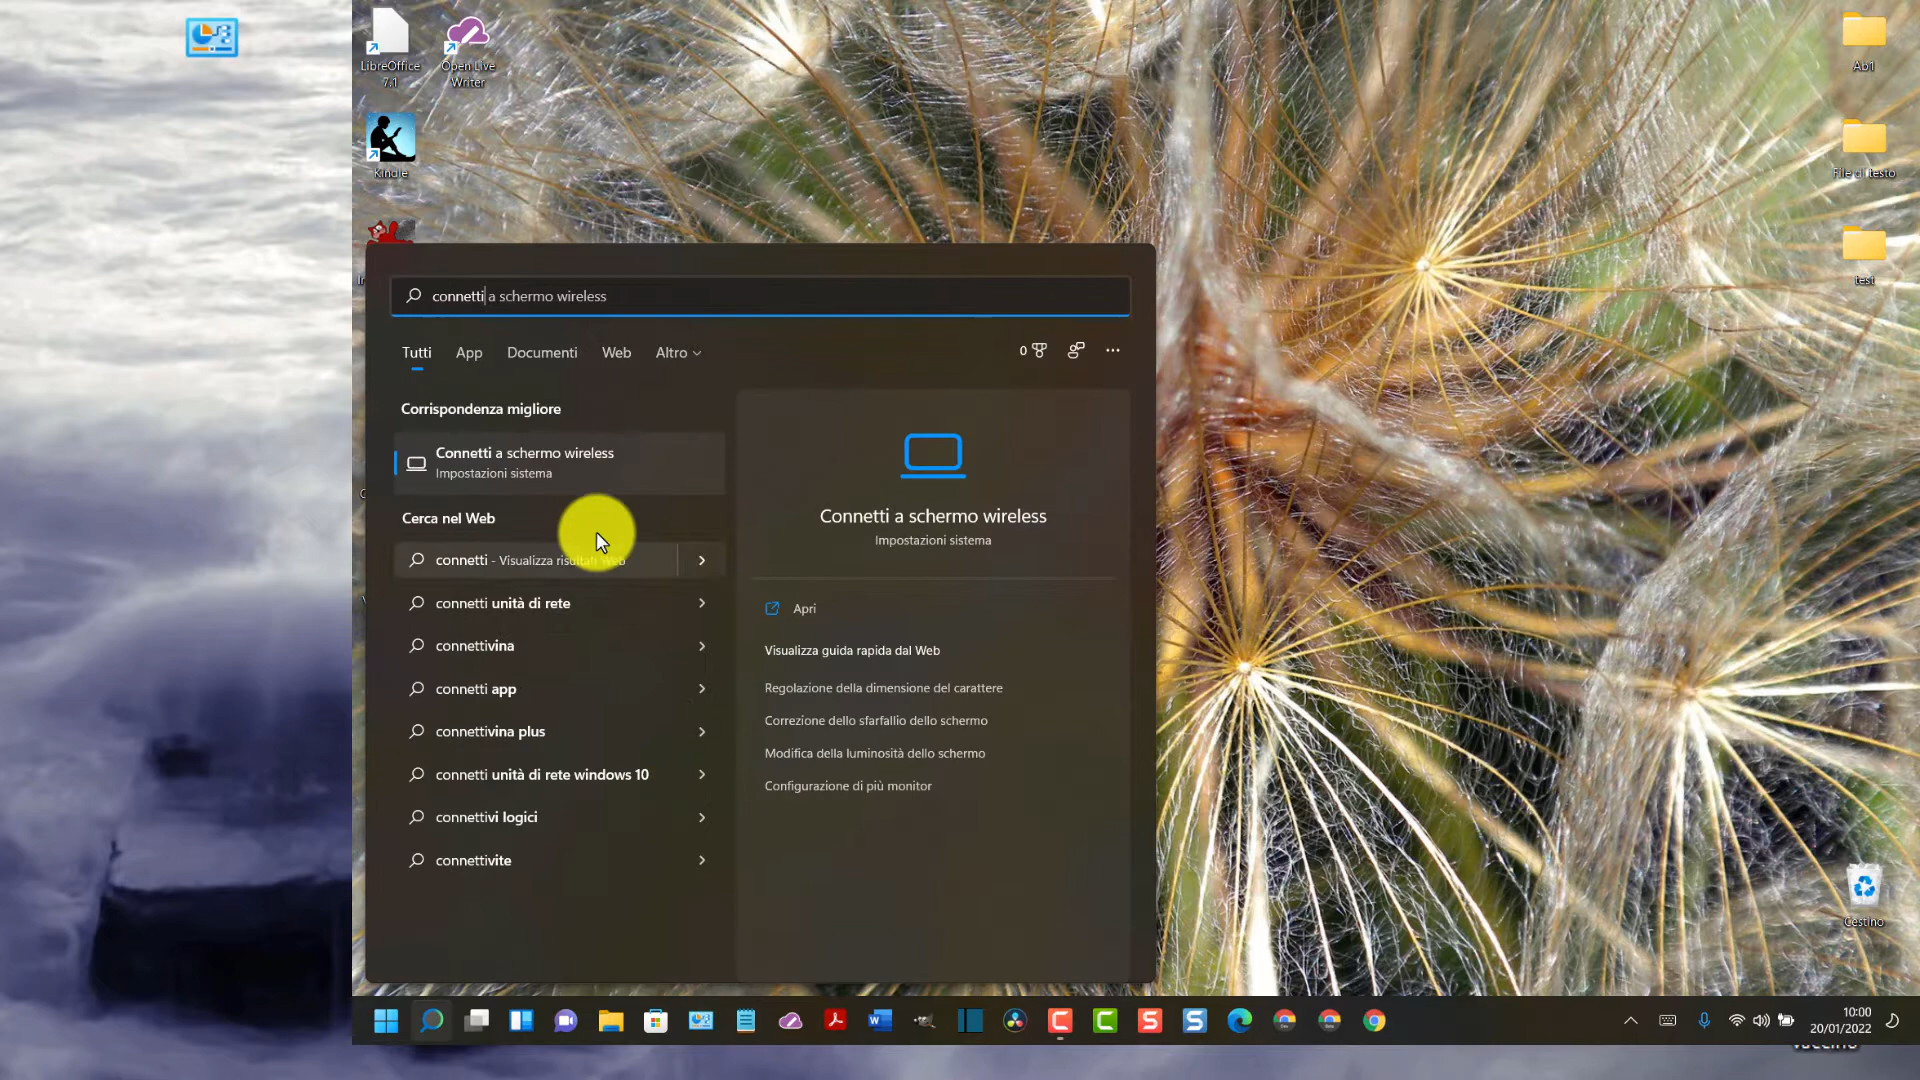 LibreOffice
7.1
Open Live
Writer
Kindle
Ab1
File di testo
test
connetti a schermo wireless
Tutti
App
Documenti
Web
Altro
0
Corrispondenza migliore
Connetti a schermo wireless
Impostazioni sistema
Cerca nel Web
connetti - Visualizza risultati Web
connetti unità di rete
connettivina
connetti app
connettivina plus
connetti unità di rete windows 10
connettivi logici
connettivite
Connetti a schermo wireless
Impostazioni sistema
Apri
Visualizza guida rapida dal Web
Regolazione della dimensione del carattere
Correzione dello sfarfallio dello schermo
Modifica della luminosità dello schermo
Configurazione di più monitor
Cestino
10:00
20/01/2022